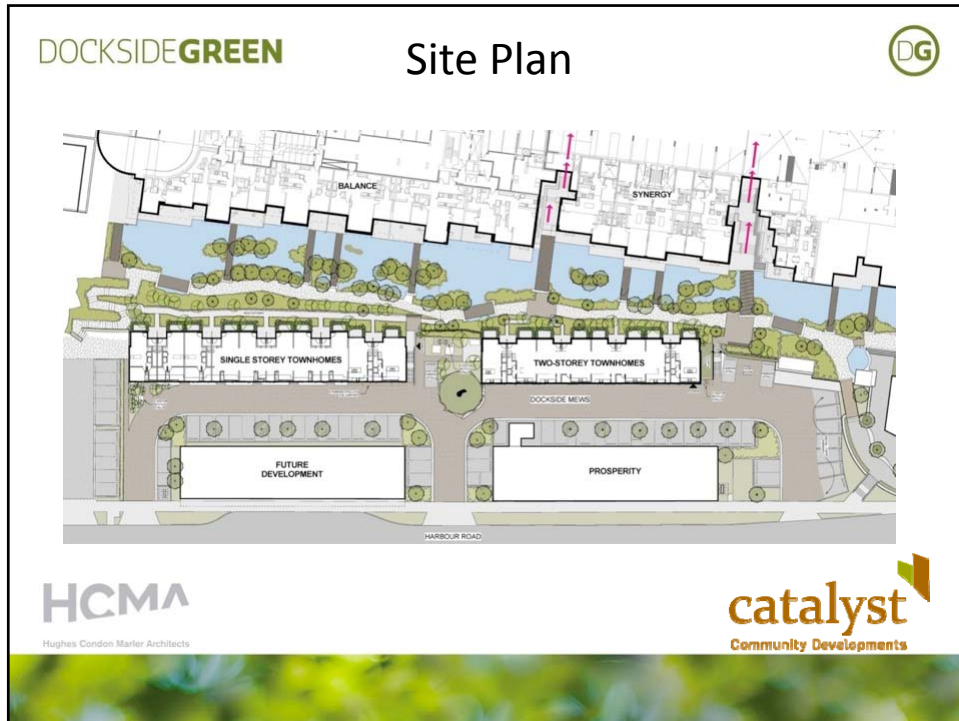 DOCKSIDEGREEN
Site Plan
DG
BALANCE
SYNERGY
SINGLE STOREY TOWNHOMES
TWO-STOREY TOWNHOMES
DOCKSIDE MEWS
FUTURE
DEVELOPMENT
PROSPERITY
HARBOUR ROAD
HCMA
Hughes Condon Marler Architects
catalyst
Community Developments